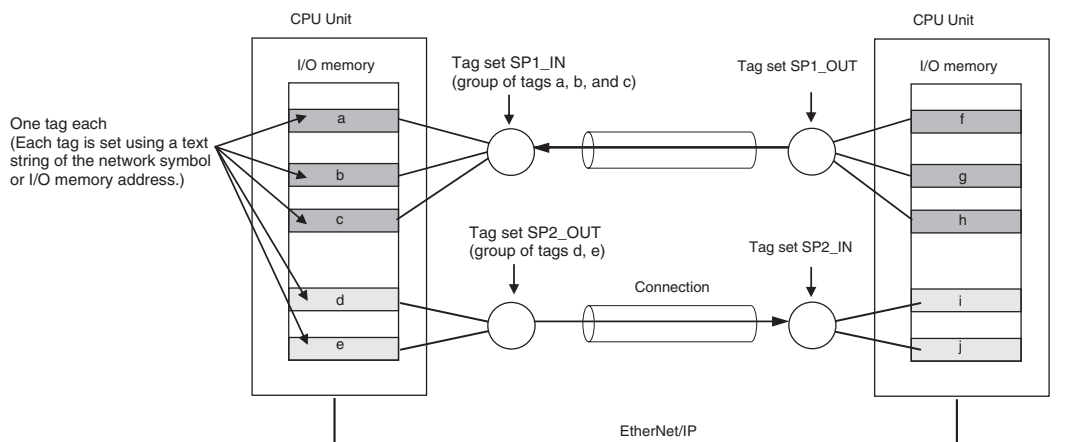 CPU Unit
CPU Unit
I/O memory
Tag set SP1_IN
(group of tags a, b, and c)
Tag set SP1_OUT
I/O memory
One tag each
(Each tag is set using a text
string of the network symbol
or I/O memory address.)
a
b
c
f
g
h
Tag set SP2_OUT
(group of tags d, e)
Tag set SP2_IN
Connection
d
e
i
j
EtherNet/IP